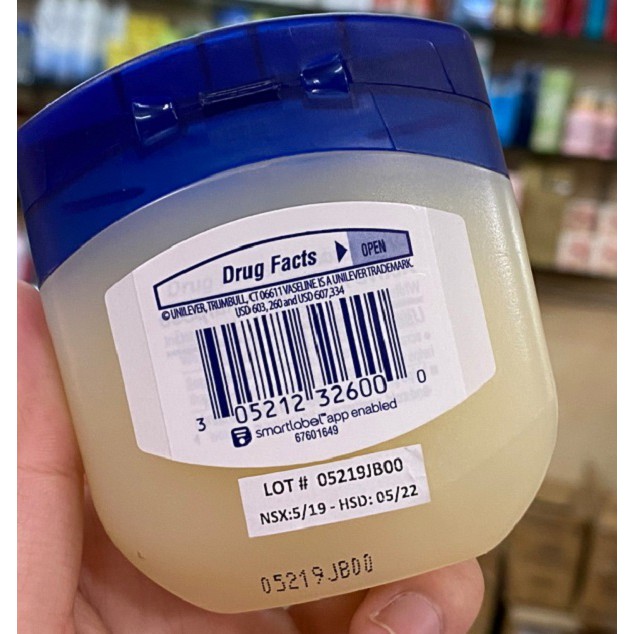 Drug Facts OPEN
© UNILEVER, TRUMBULL, CT 06611 VASELINE IS A UNILEVER TRADEMARK.
USD 603, 260 and USD 607,334
3 05212 32600 0
smartlabel™ app enabled
67601649
LOT # 05219JB00
NSX:5/19 - HSD: 05/22
05219JB00